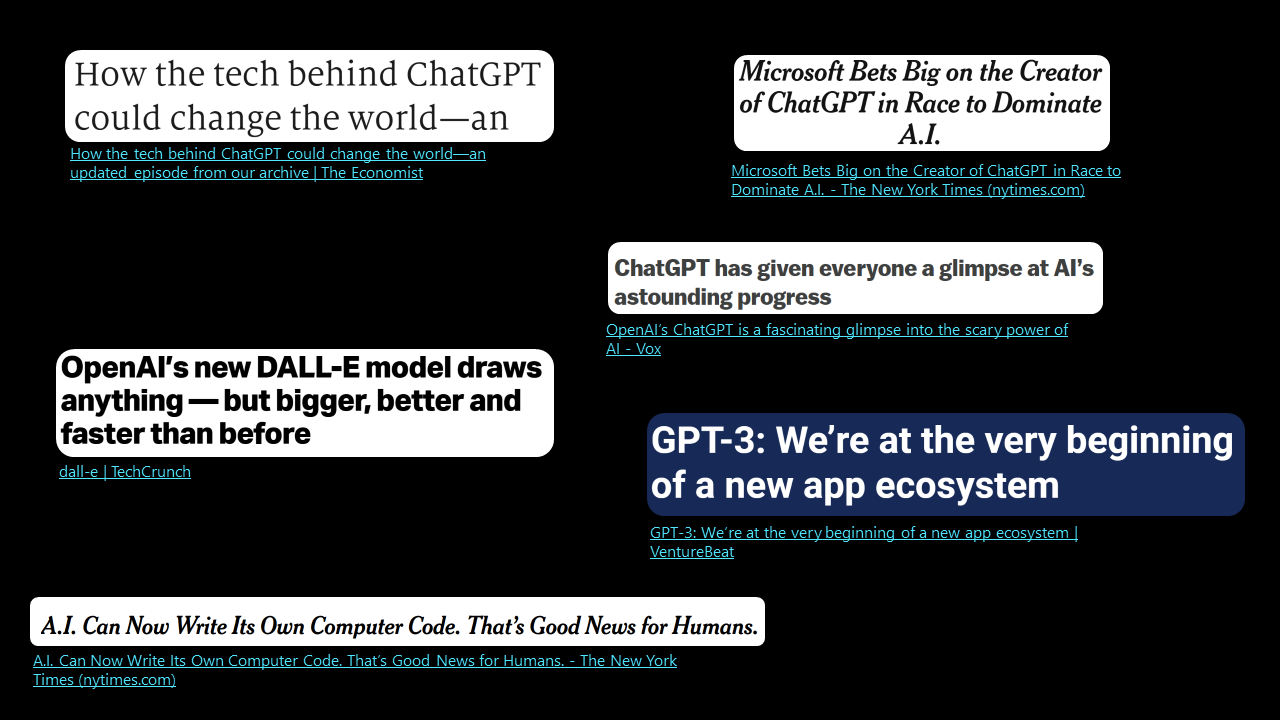 How the tech behind ChatGPT
could change the world—an
How the tech behind ChatGPT could change the world—an
updated episode from our archive | The Economist
Microsoft Bets Big on the Creator
of ChatGPT in Race to Dominate
A.I.
Microsoft Bets Big on the Creator of ChatGPT in Race to
Dominate A.I. - The New York Times (nytimes.com)
ChatGPT has given everyone a glimpse at AI’s
astounding progress
OpenAI’s ChatGPT is a fascinating glimpse into the scary power of
AI - Vox
OpenAI’s new DALL-E model draws
anything — but bigger, better and
faster than before
dall-e | TechCrunch
GPT-3: We’re at the very beginning
of a new app ecosystem
GPT-3: We’re at the very beginning of a new app ecosystem |
VentureBeat
A.I. Can Now Write Its Own Computer Code. That’s Good News for Humans.
A.I. Can Now Write Its Own Computer Code. That’s Good News for Humans. - The New York
Times (nytimes.com)